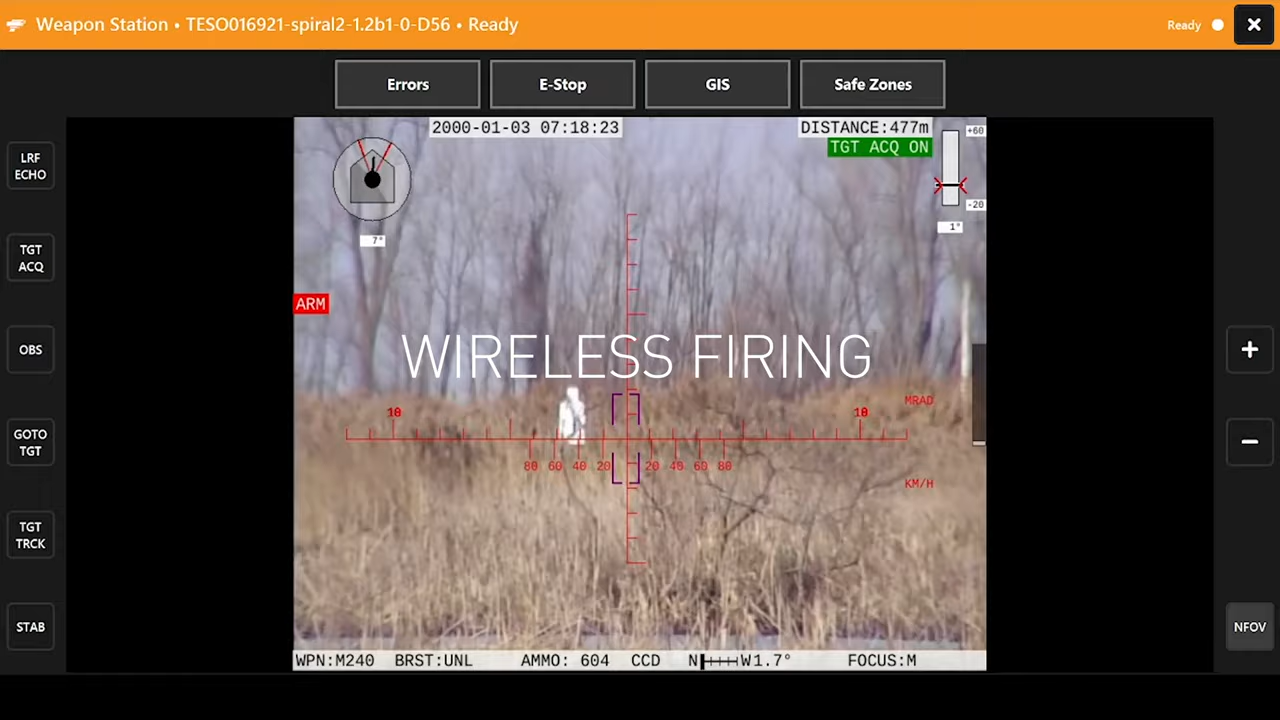 Weapon Station • TESO016921-spiral2-1.2b1-0-D56 • Ready
Ready
Errors E-Stop GIS Safe Zones
2000-01-03 07:18:23
DISTANCE:477m
TGT ACQ ON
+60
-20
7°
1°
LRF
ECHO
TGT
ACQ
OBS
GOTO
TGT
TGT
TRCK
STAB
ARM
WIRELESS FIRING
MRAD
10 10
80 60 40 20 20 40 60 80
KM/H
WPN:M240 BRST:UNL AMMO: 604 CCD N W1.7° FOCUS:M
+
−
NFOV